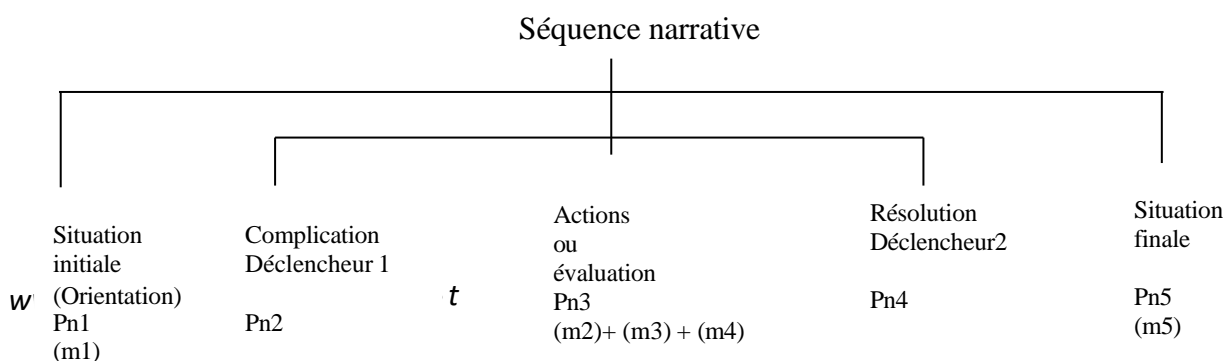 Séquence narrative
Situation
initiale
(Orientation)
Pn1
(m1)
Complication
Déclencheur 1
Pn2
Actions
ou
évaluation
Pn3
(m2)+ (m3) + (m4)
Résolution
Déclencheur2
Pn4
Situation
finale
Pn5
(m5)
w
t